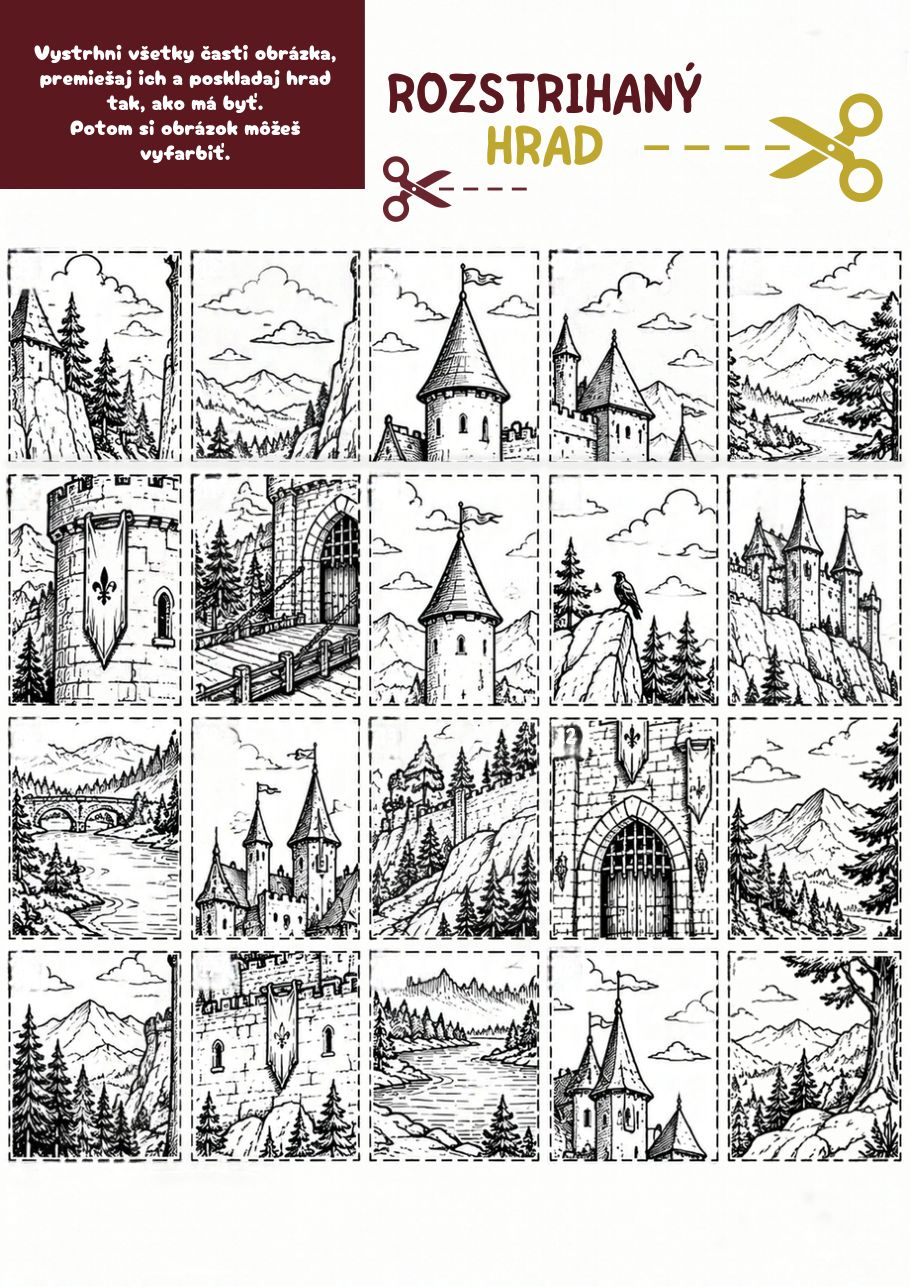 Vystrhni všetky časti obrázka,
premiešaj ich a poskladaj hrad
tak, ako má byť.
Potom si obrázok môžeš
vyfarbiť.
ROZSTRIHANÝ
HRAD
12